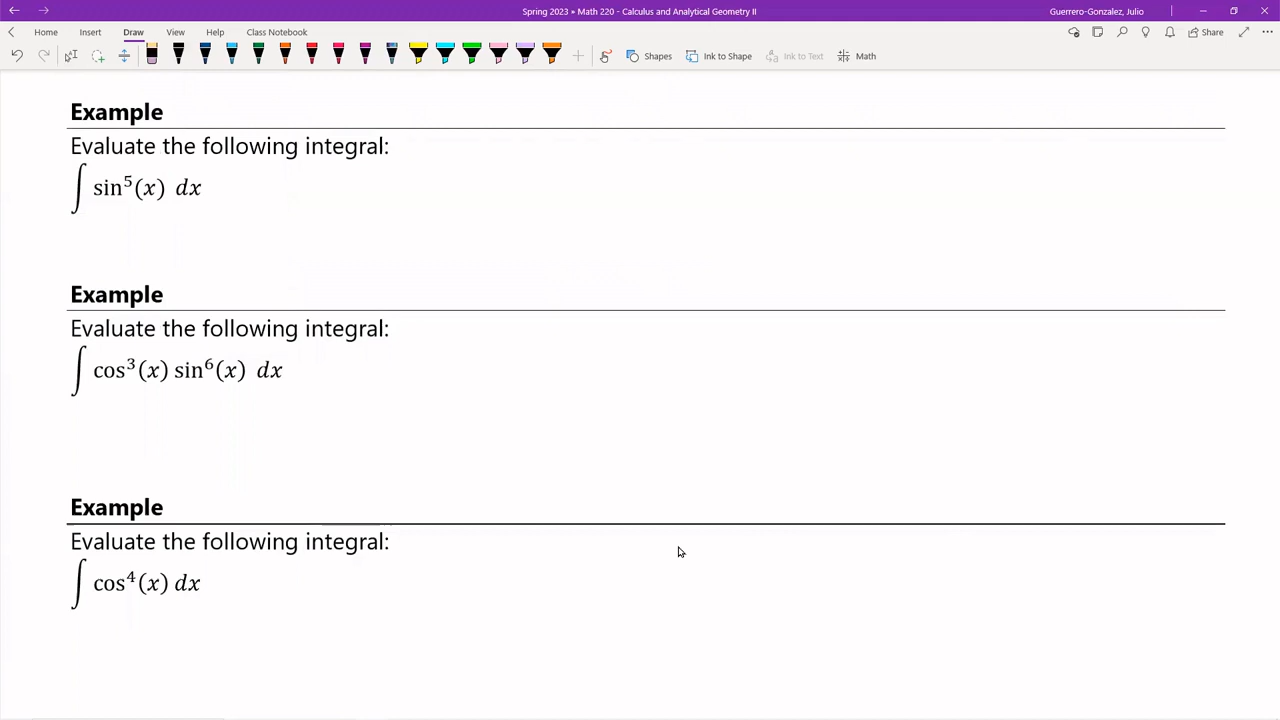 Spring 2023 » Math 220 - Calculus and Analytical Geometry II
Guerrero-Gonzalez, Julio
Home Insert Draw View Help Class Notebook
Share
Shapes Ink to Shape Ink to Text Math
Example
Evaluate the following integral:
∫ sin⁵(x) dx
Example
Evaluate the following integral:
∫ cos³(x) sin⁶(x) dx
Example
Evaluate the following integral:
∫ cos⁴(x) dx